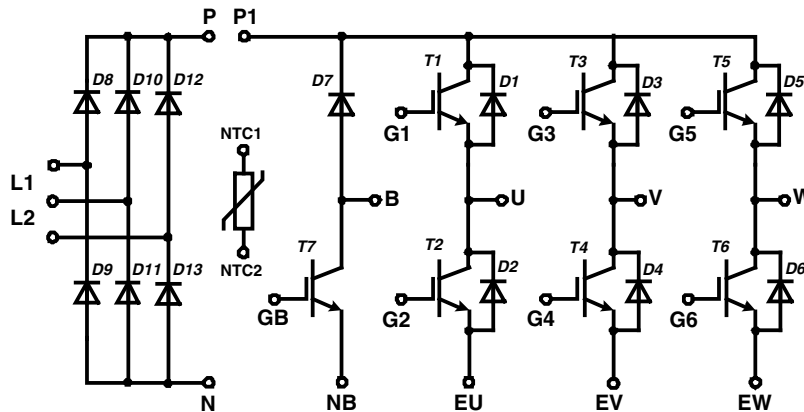 P P1
D8 D10 D12 D7 T1 D1 T3 D3 T5 D5
G1 G3 G5
NTC1
L1 B U V W
L2
NTC2
D9 D11 D13 T7 T2 D2 T4 D4 T6 D6
GB G2 G4 G6
N NB EU EV EW